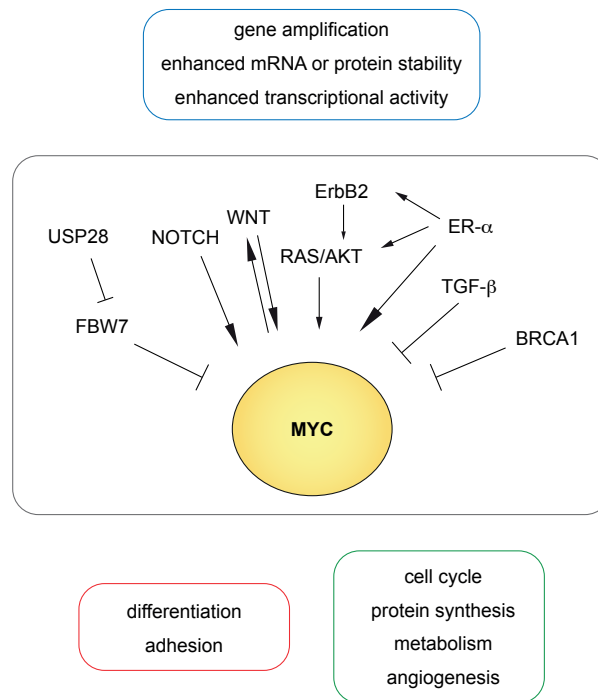 gene amplification
enhanced mRNA or protein stability
enhanced transcriptional activity
ErbB2
WNT
ER-α
USP28
NOTCH
RAS/AKT
TGF-β
FBW7
BRCA1
MYC
cell cycle
differentiation
protein synthesis
adhesion
metabolism
angiogenesis